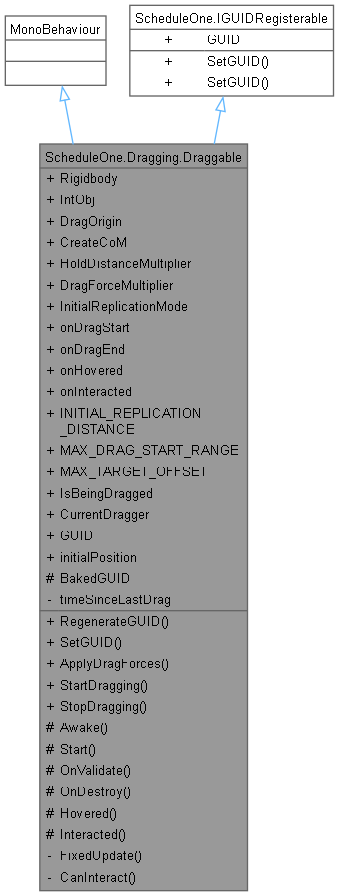 MonoBehaviour
ScheduleOne.IGUIDRegisterable
+ GUID
+ SetGUID()
+ SetGUID()
ScheduleOne.Dragging.Draggable
+ Rigidbody
+ IntObj
+ DragOrigin
+ CreateCoM
+ HoldDistanceMultiplier
+ DragForceMultiplier
+ InitialReplicationMode
+ onDragStart
+ onDragEnd
+ onHovered
+ onInteracted
+ INITIAL_REPLICATION
_DISTANCE
+ MAX_DRAG_START_RANGE
+ MAX_TARGET_OFFSET
+ IsBeingDragged
+ CurrentDragger
+ GUID
+ initialPosition
# BakedGUID
- timeSinceLastDrag
+ RegenerateGUID()
+ SetGUID()
+ ApplyDragForces()
+ StartDragging()
+ StopDragging()
# Awake()
# Start()
# OnValidate()
# OnDestroy()
# Hovered()
# Interacted()
- FixedUpdate()
- CanInteract()